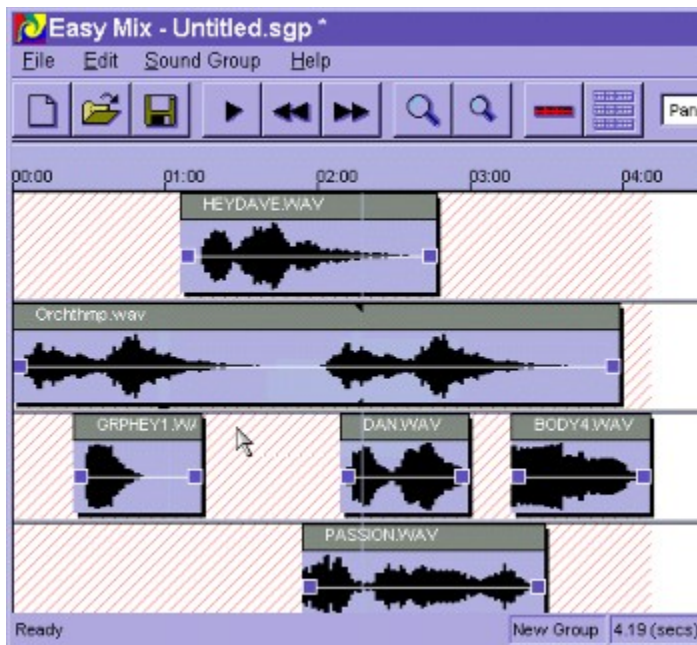 Easy Mix - Untitled.sgp *
File Edit Sound Group Help
Pan
00:00 01:00 02:00 03:00 04:00
HEYDAVE.WAV
Orchthmp.wav
GRPHEY1.WA DAN.WAV BODY4.WAV
PASSION.WAV
Ready New Group 4.19 (secs)